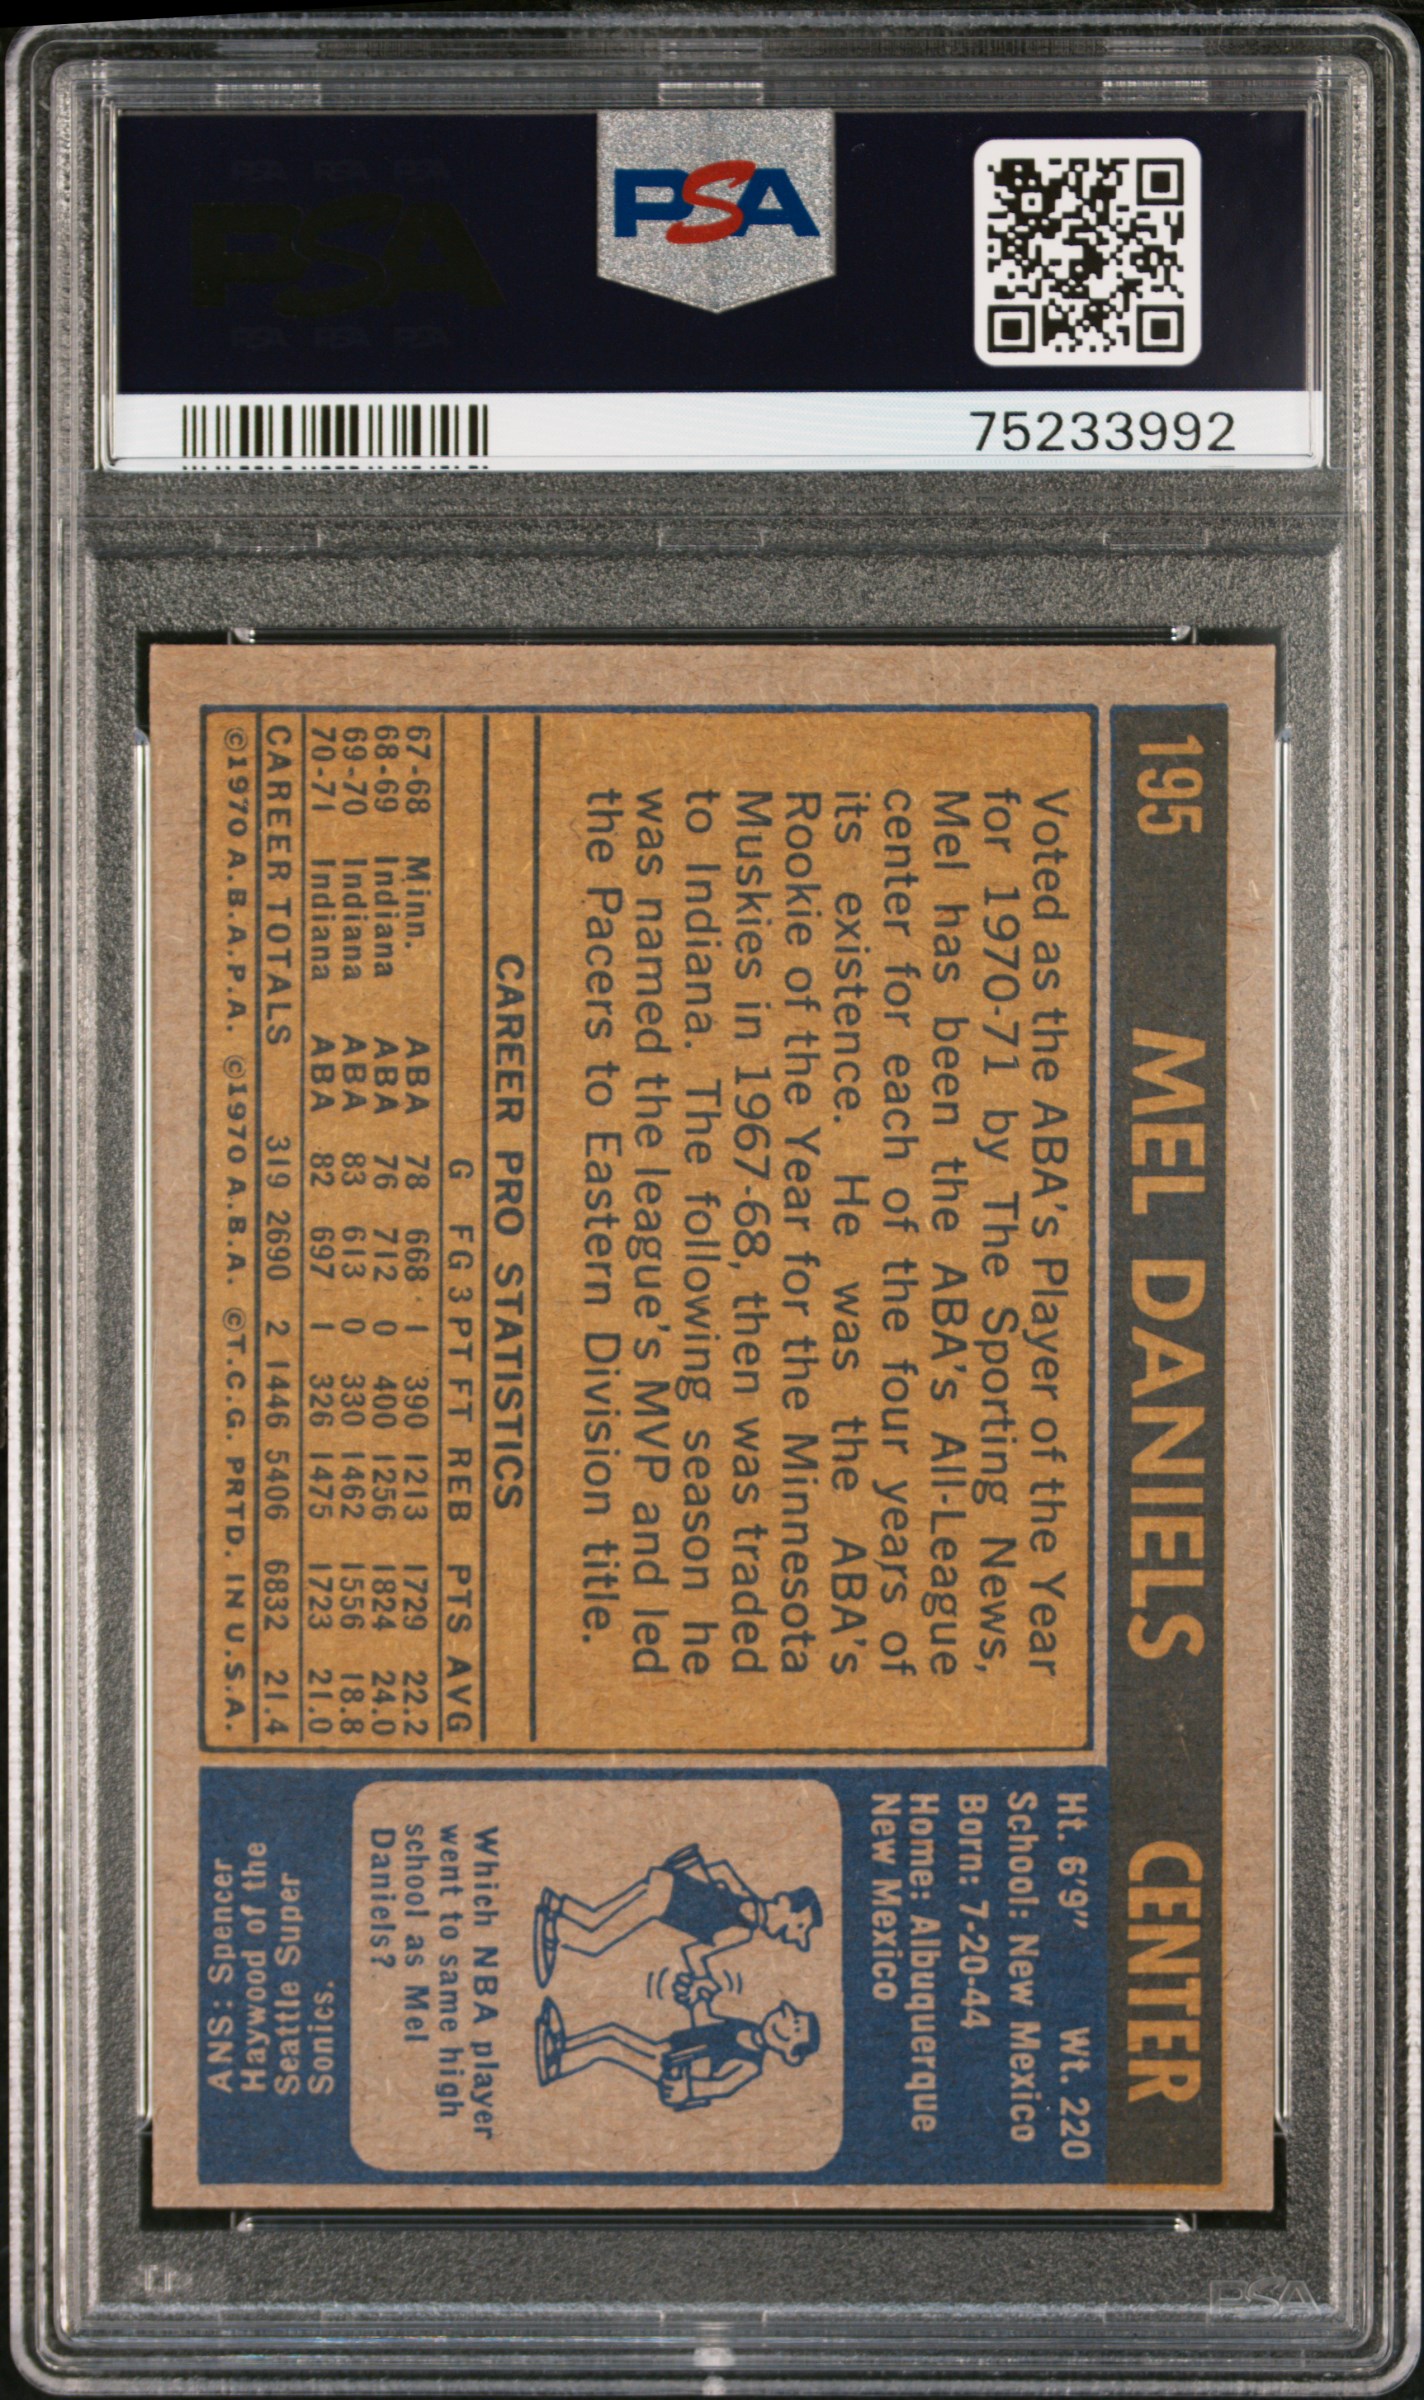 PSA
PSA
75233992
195 MEL DANIELS CENTER
Voted as the ABA's Player of the Year
for 1970-71 by The Sporting News,
Mel has been the ABA's All-League
center for each of the four years of
its existence. He was the ABA's
Rookie of the Year for the Minnesota
Muskies in 1967-68, then was traded
to Indiana. The following season he
was named the league's MVP and led
the Pacers to Eastern Division title.
CAREER PRO STATISTICS
G FG 3PT FT REB PTS AVG
67-68 Minn. ABA 78 668 1 390 1213 1729 22.2
68-69 Indiana ABA 76 712 0 400 1256 1824 24.0
69-70 Indiana ABA 83 613 0 330 1462 1556 18.8
70-71 Indiana ABA 82 697 1 326 1475 1723 21.0
CAREER TOTALS 319 2690 2 1446 5406 6832 21.4
©1970 A.B.A.P.A. ©1970 A.B.A. ©T.C.G. PRTD. IN U.S.A.
Ht. 6'9" Wt. 220
School: New Mexico
Born: 7-20-44
Home: Albuquerque
New Mexico
Which NBA player
went to same high
school as Mel
Daniels?
ANS: Spencer
Haywood of the
Seattle Super
Sonics.
PSA